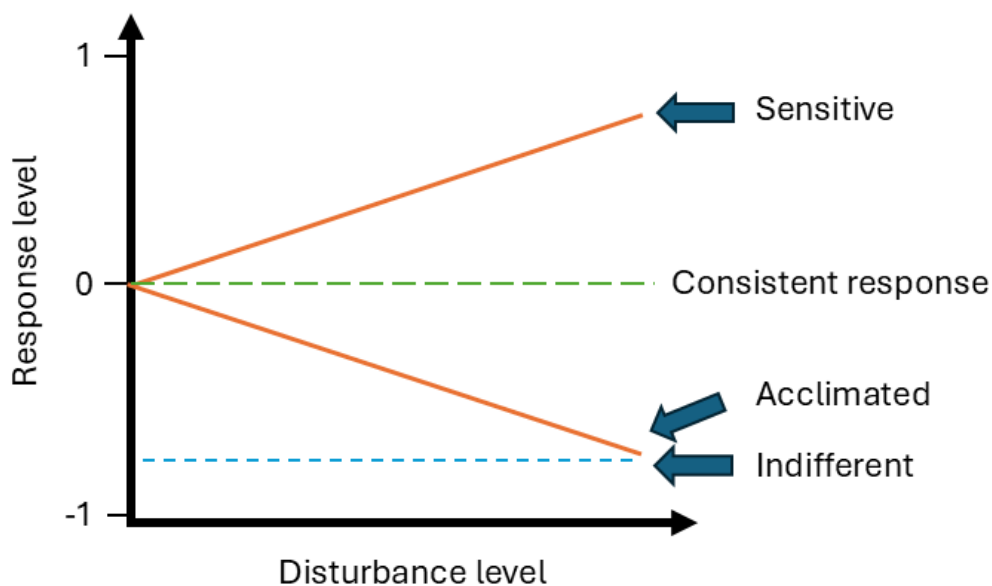 1
Sensitive
Response level
0
Consistent response
Acclimated
Indifferent
-1
Disturbance level